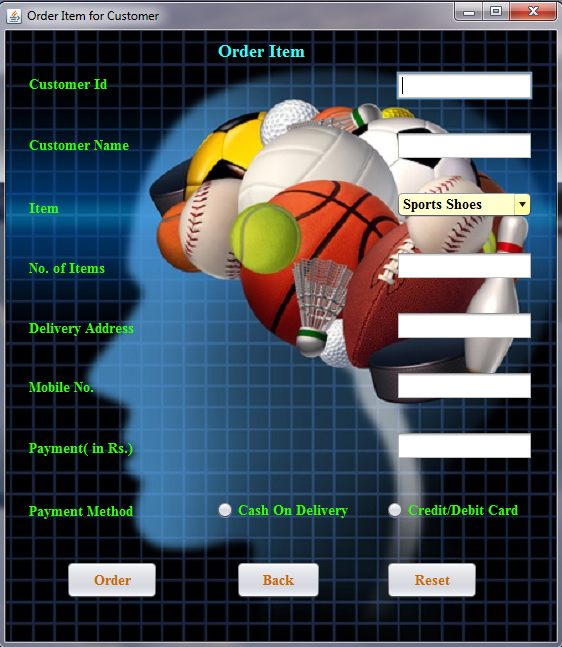 Order Item for Customer
Order Item
Customer Id
Customer Name
Item Sports Shoes
No. of Items
Delivery Address
Mobile No.
Payment( in Rs.)
Payment Method Cash On Delivery Credit/Debit Card
Order Back Reset